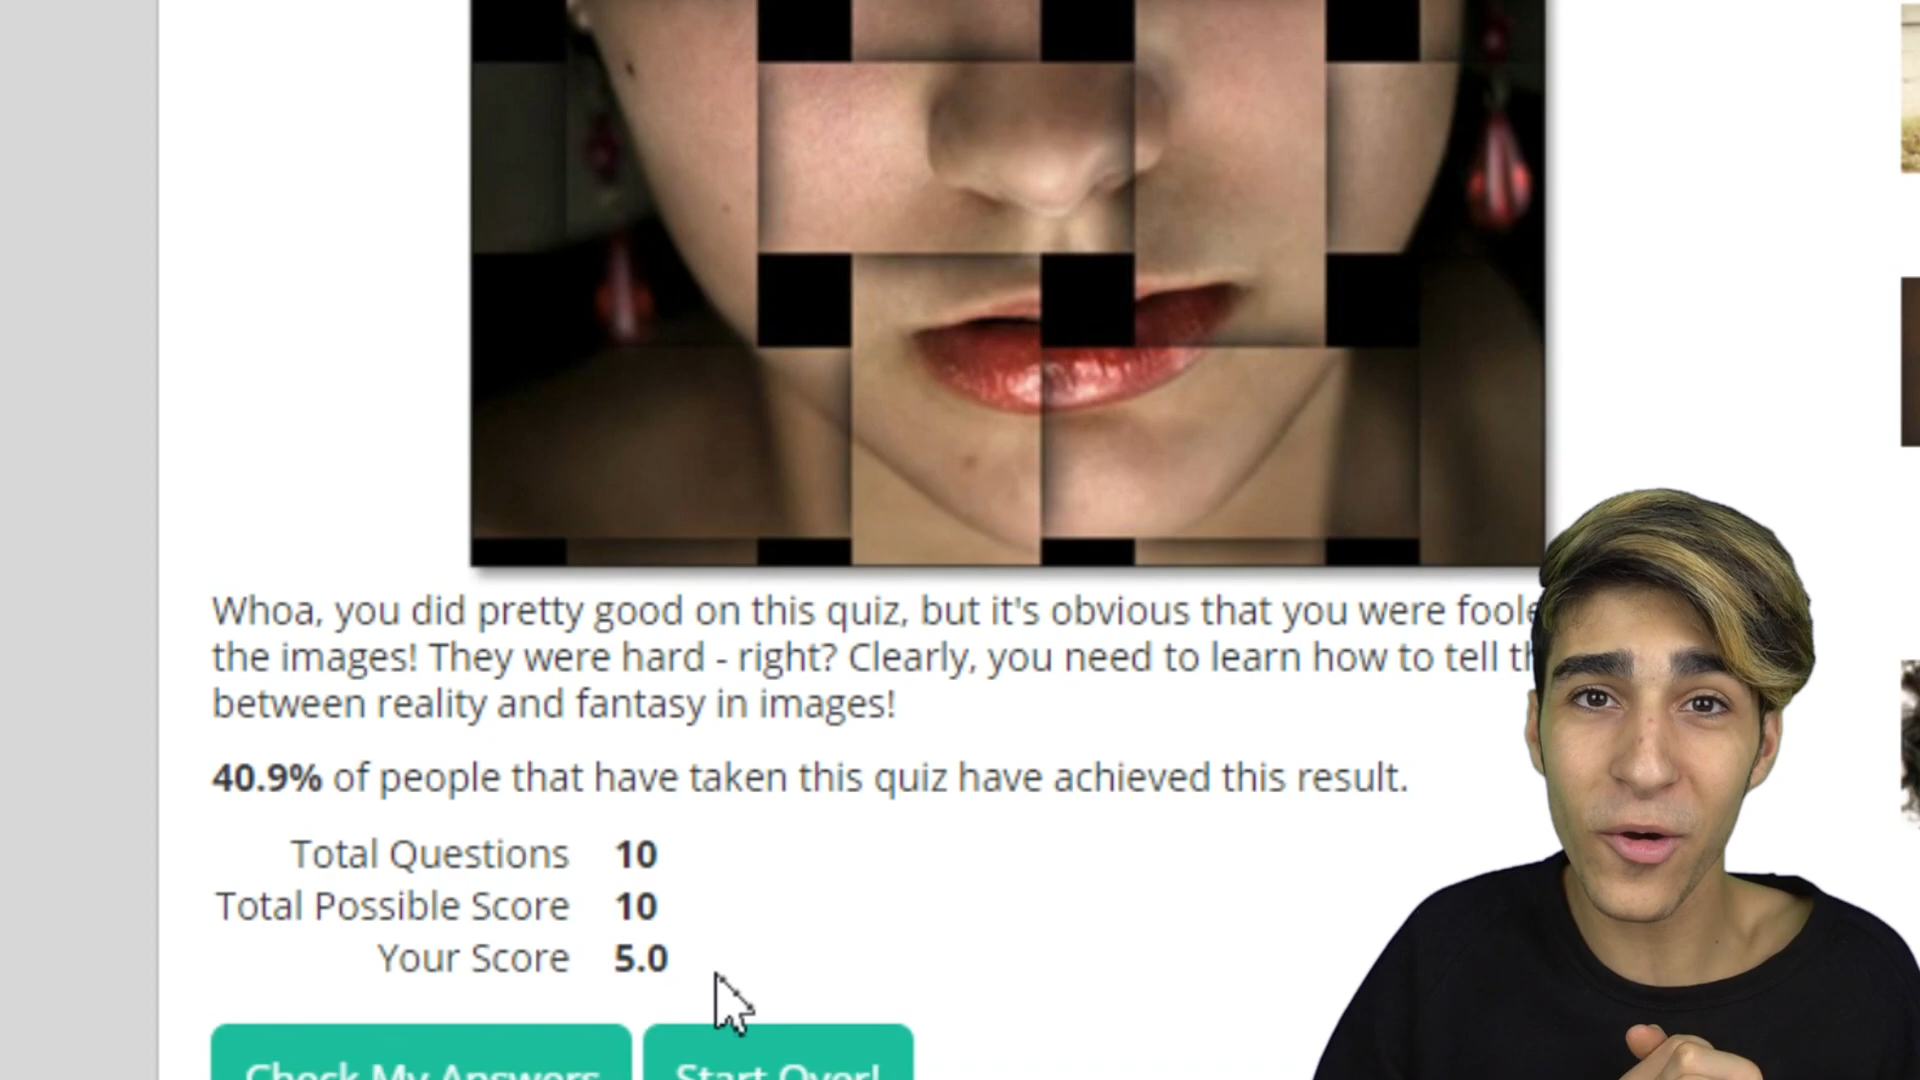 Whoa, you did pretty good on this quiz, but it's obvious that you were
the images! They were hard - right? Clearly, you need to learn how to tell
between reality and fantasy in images!
40.9% of people that have taken this quiz have achieved this result.
Total Questions 10
Total Possible Score 10
Your Score 5.0
Check My Answers Start Over!